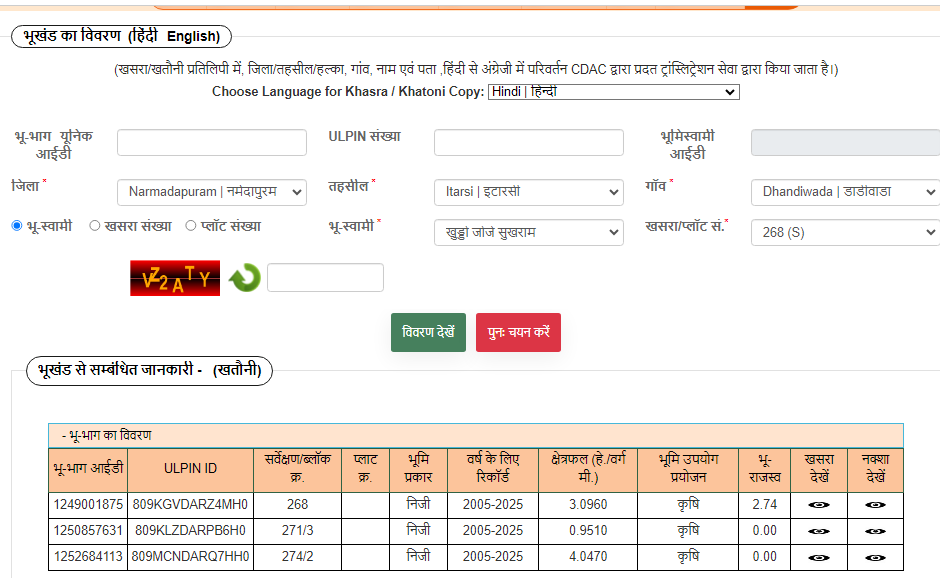 भूखंड का विवरण (हिंदी English)
(खसरा/खतौनी प्रतिलिपी में, जिला/तहसील/हल्का, गांव, नाम एवं पता ,हिंदी से अंग्रेजी में परिवर्तन CDAC द्वारा प्रदत ट्रांस्लिट्रेशन सेवा द्वारा किया जाता है।)
Choose Language for Khasra / Khatoni Copy: Hindi | हिन्दी
भू-भाग यूनिक आईडी ULPIN संख्या भूमिस्वामी आईडी
जिला * Narmadapuram | नर्मदापुरम तहसील * Itarsi | इटारसी गाँव * Dhandiwada | डाडीवाडा
भू-स्वामी खसरा संख्या प्लॉट संख्या भू-स्वामी * खुड्डो जोजे सुखराम खसरा/प्लॉट सं.* 268 (S)
VZ2ATY
विवरण देखें पुनः चयन करें
भूखंड से सम्बंधित जानकारी - (खतौनी)
- भू-भाग का विवरण
भू-भाग आईडी ULPIN ID सर्वेक्षण/ब्लॉक क्र. प्लाट क्र. भूमि प्रकार वर्ष के लिए रिकॉर्ड क्षेत्रफल (हे./वर्ग मी.) भूमि उपयोग प्रयोजन भू-राजस्व खसरा देखें नक्शा देखें
1249001875 809KGVDARZ4MH0 268 निजी 2005-2025 3.0960 कृषि 2.74
1250857631 809KLZDARPB6H0 271/3 निजी 2005-2025 0.9510 कृषि 0.00
1252684113 809MCNDARQ7HH0 274/2 निजी 2005-2025 4.0470 कृषि 0.00